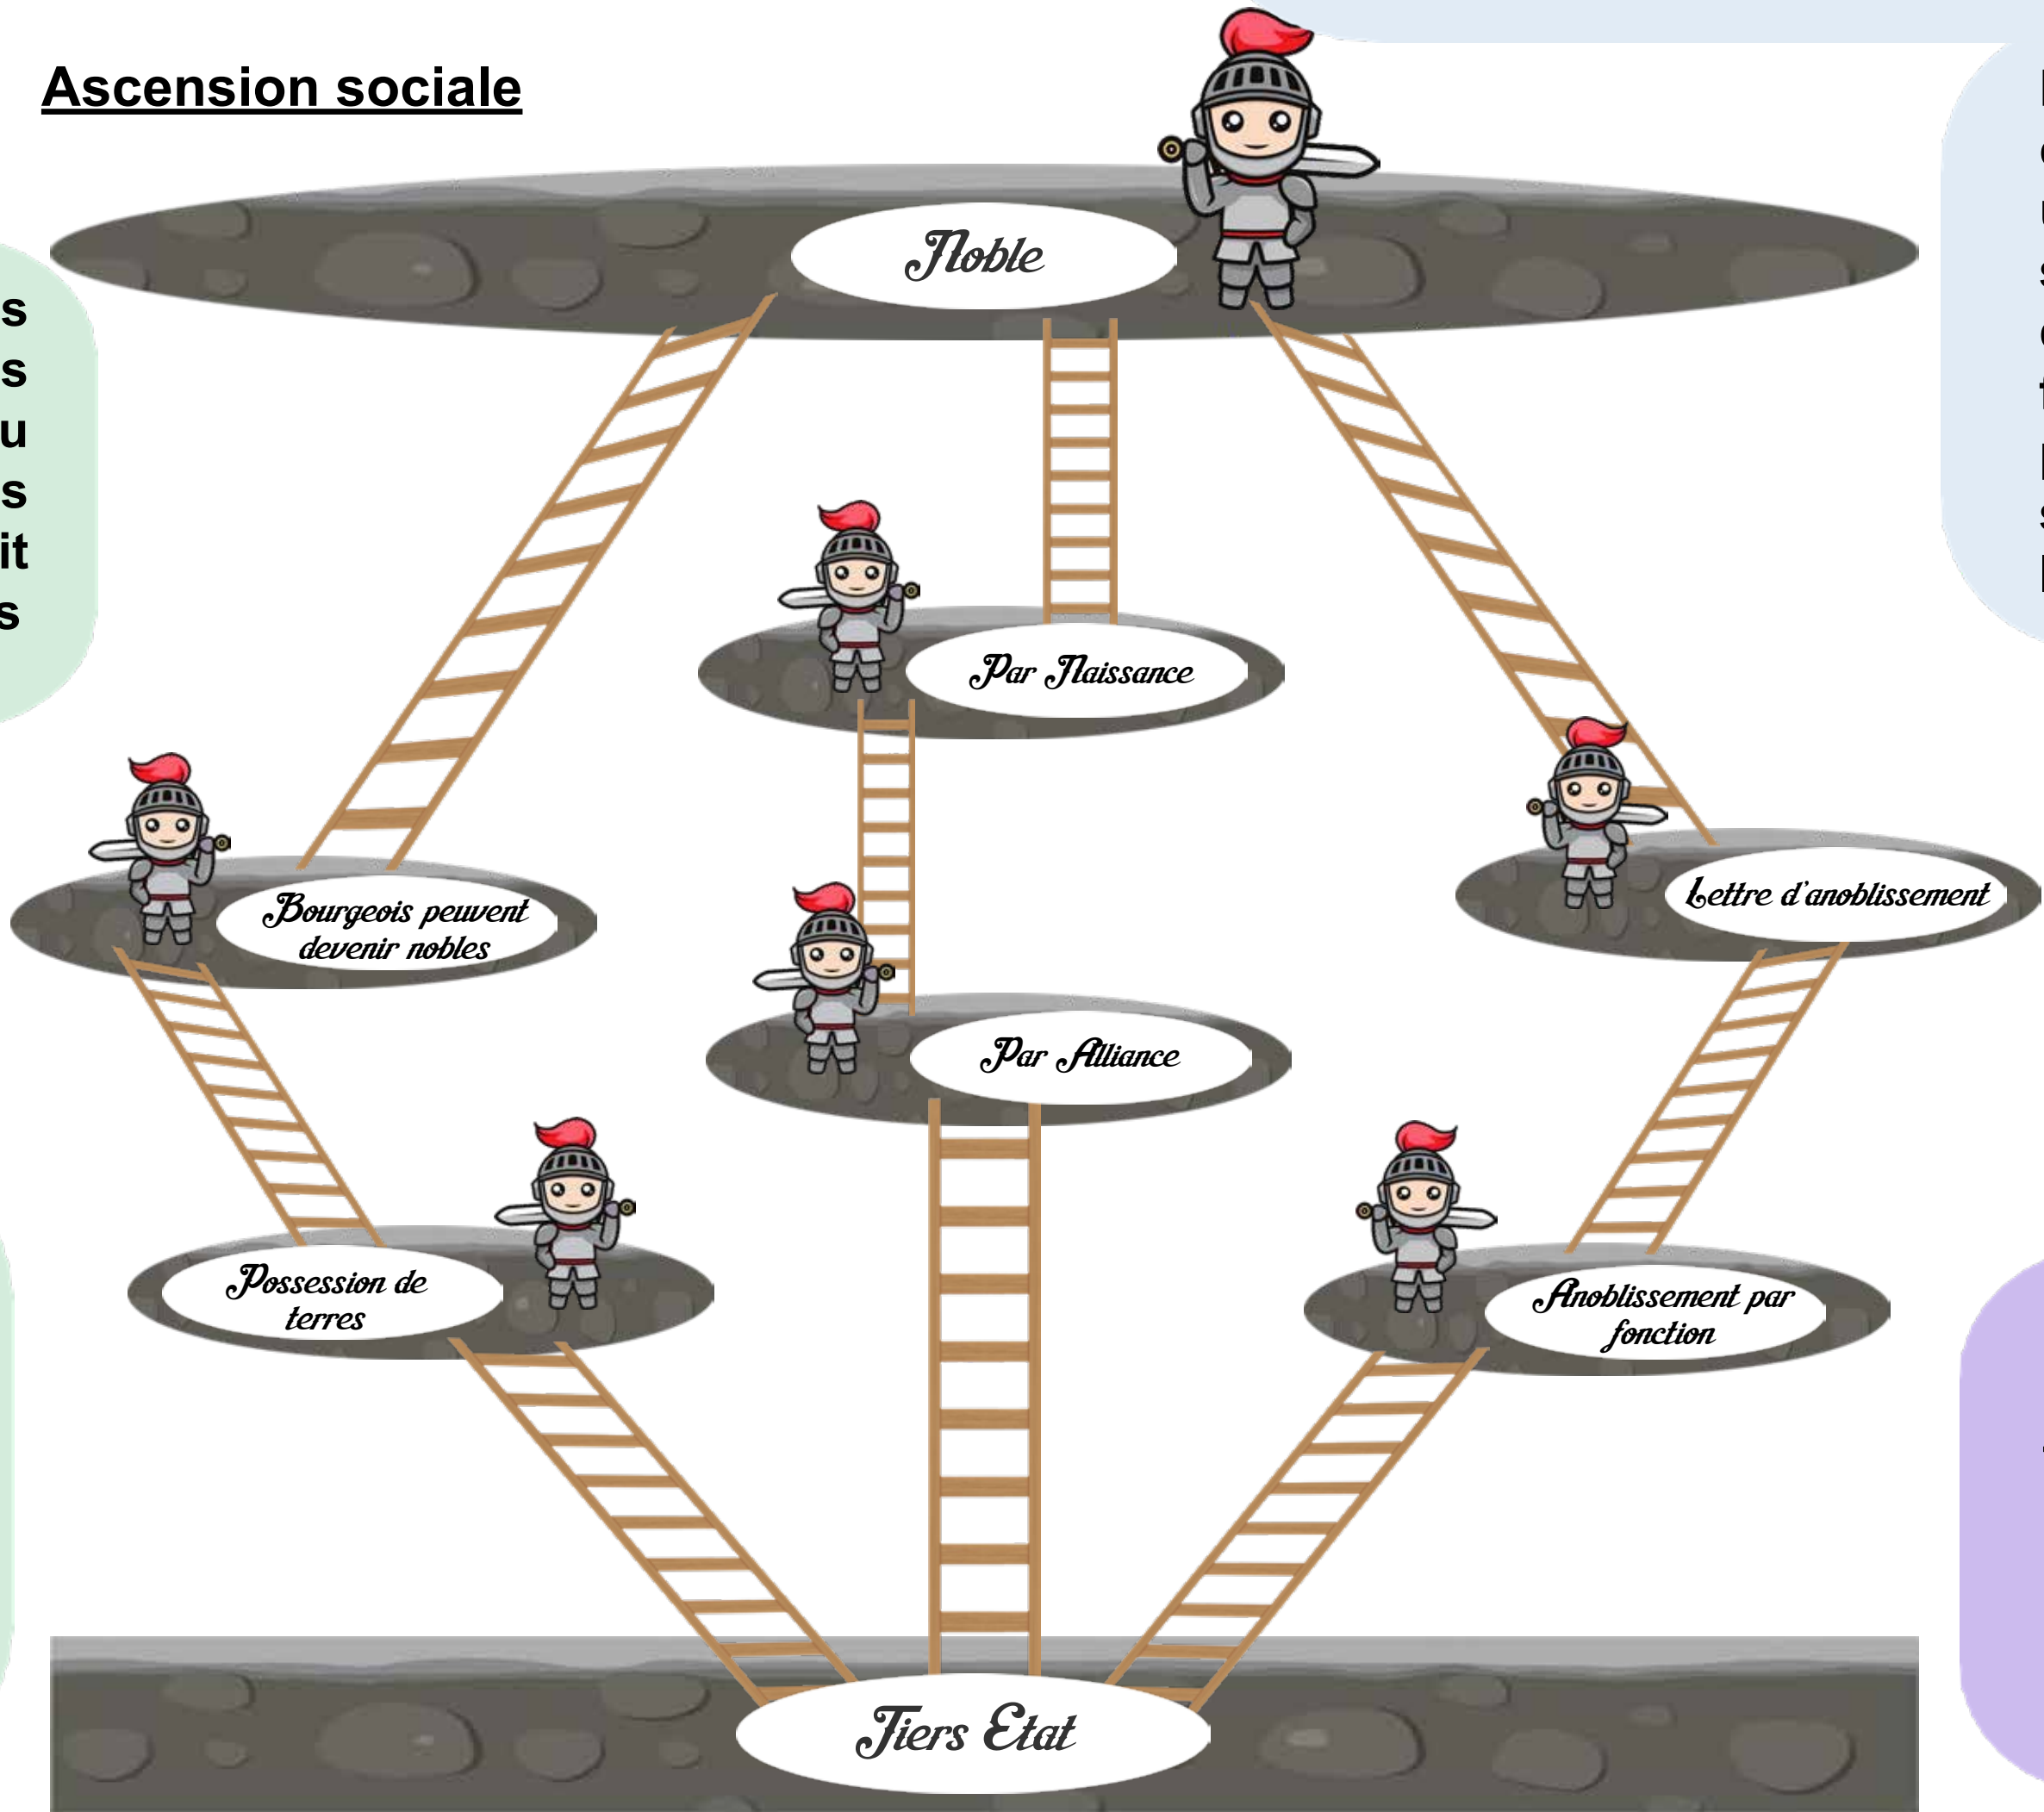 Ascension sociale
Noble
s
s
u
s
it
s
Par Naissance
Bourgeois peuvent
devenir nobles
Lettre d'anoblissement
Par Alliance
Possession de
terres
Anoblissement par
fonction
Tiers Etat